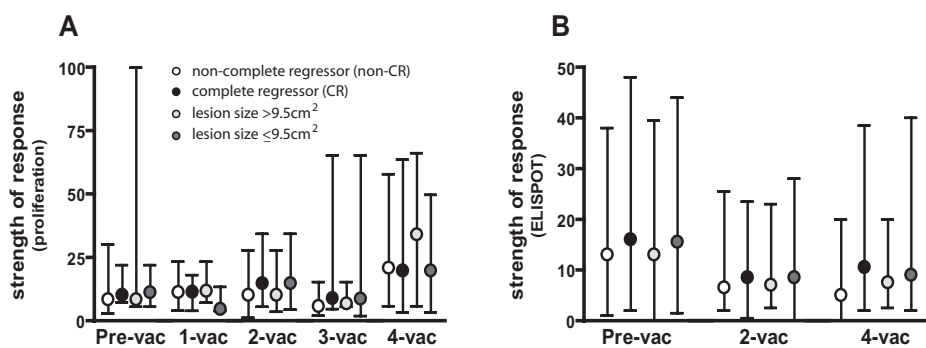 A
B
non-complete regressor (non-CR)
complete regressor (CR)
lesion size >9.5cm²
lesion size ≤9.5cm²
strength of response
(proliferation)
100
75
50
25
0
Pre-vac 1-vac 2-vac 3-vac 4-vac
strength of response
(ELISPOT)
50
40
30
20
10
0
Pre-vac 2-vac 4-vac